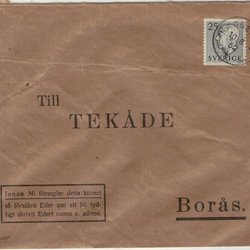 25
SVERIGE
Till
TEKÅDE
Innan Ni förseglar detta kuvert
så försäkra Eder om att Ni tyd-
ligt skrivit Edert namn o. adress.
Borås.